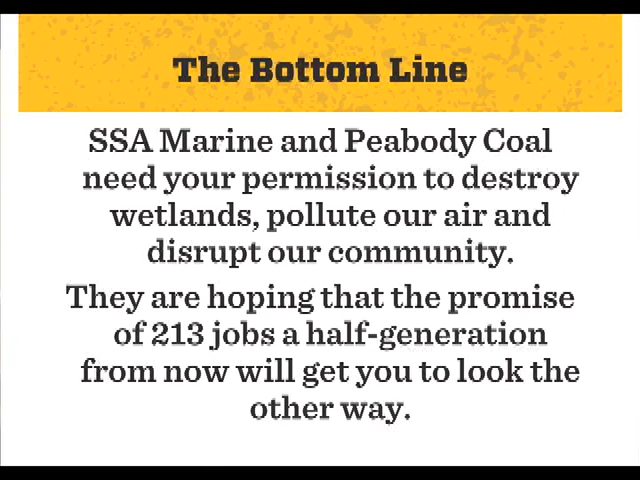 The Bottom Line
SSA Marine and Peabody Coal
need your permission to destroy
wetlands, pollute our air and
disrupt our community.
They are hoping that the promise
of 213 jobs a half-generation
from now will get you to look the
other way.